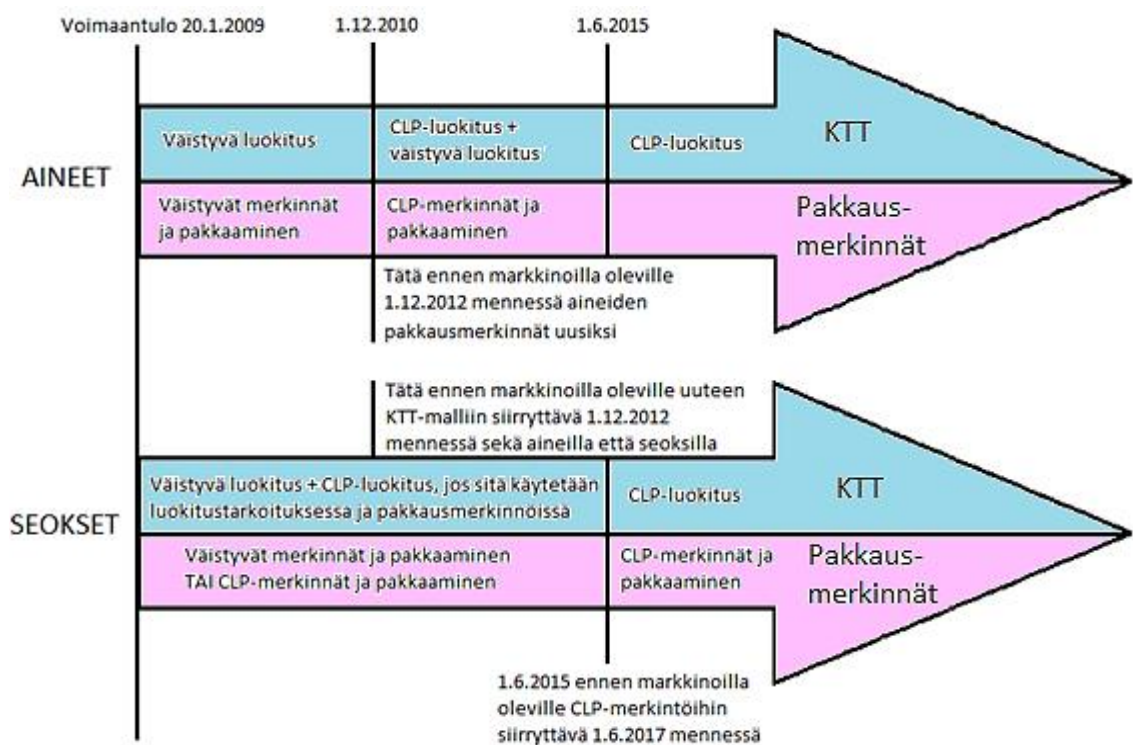 Voimaantulo 20.1.2009
1.12.2010
1.6.2015
AINEET
Väistyvä luokitus
CLP-luokitus +
väistyvä luokitus
CLP-luokitus
KTT
Väistyvät merkinnät
ja pakkaaminen
CLP-merkinnät ja
pakkaaminen
Pakkaus-
merkinnät
Tätä ennen markkinoilla oleville
1.12.2012 mennessä aineiden
pakkausmerkinnät uusiksi
Tätä ennen markkinoilla oleville uuteen
KTT-malliin siirryttävä 1.12.2012
mennessä sekä aineilla että seoksilla
SEOKSET
Väistyvä luokitus + CLP-luokitus, jos sitä käytetään
luokitustarkoituksessa ja pakkausmerkinnöissä
CLP-luokitus
KTT
Väistyvät merkinnät ja pakkaaminen
TAI CLP-merkinnät ja pakkaaminen
CLP-merkinnät ja
pakkaaminen
Pakkaus-
merkinnät
1.6.2015 ennen markkinoilla
oleville CLP-merkintöihin
siirryttävä 1.6.2017 mennessä